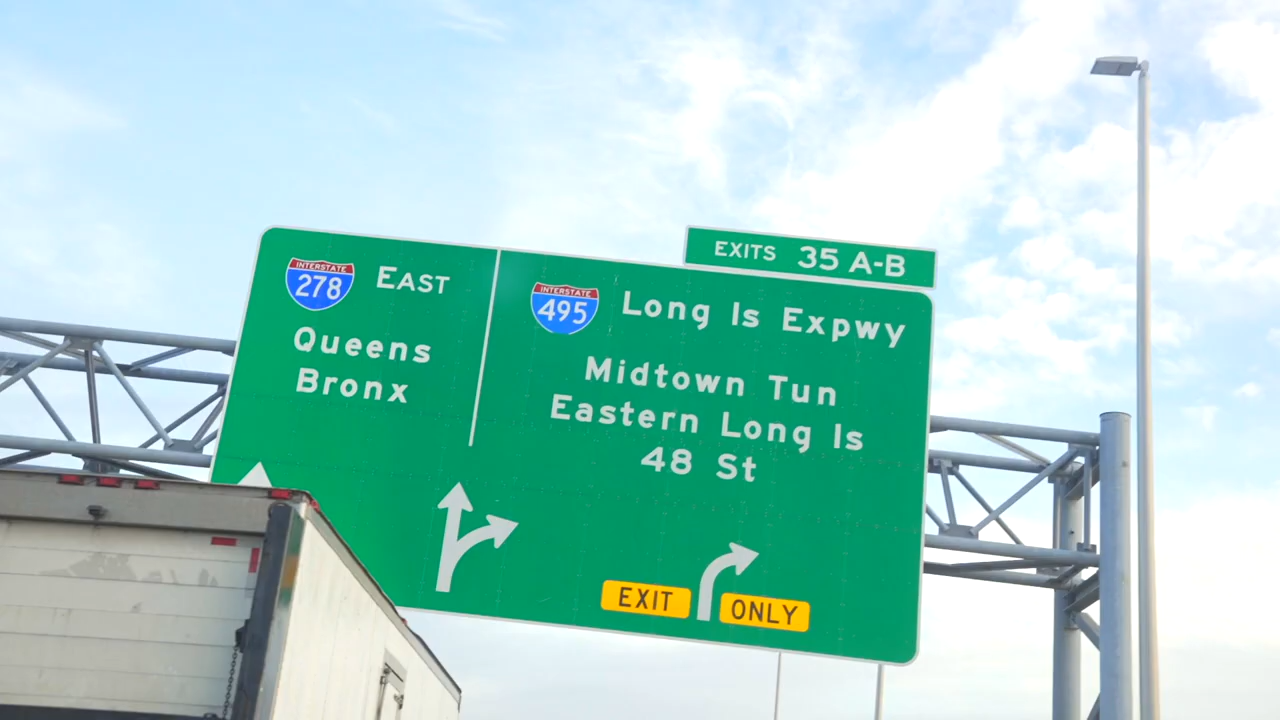 EXITS 35 A-B
INTERSTATE
278
EAST
Queens
Bronx
INTERSTATE
495
Long Is Expwy
Midtown Tun
Eastern Long Is
48 St
EXIT ONLY